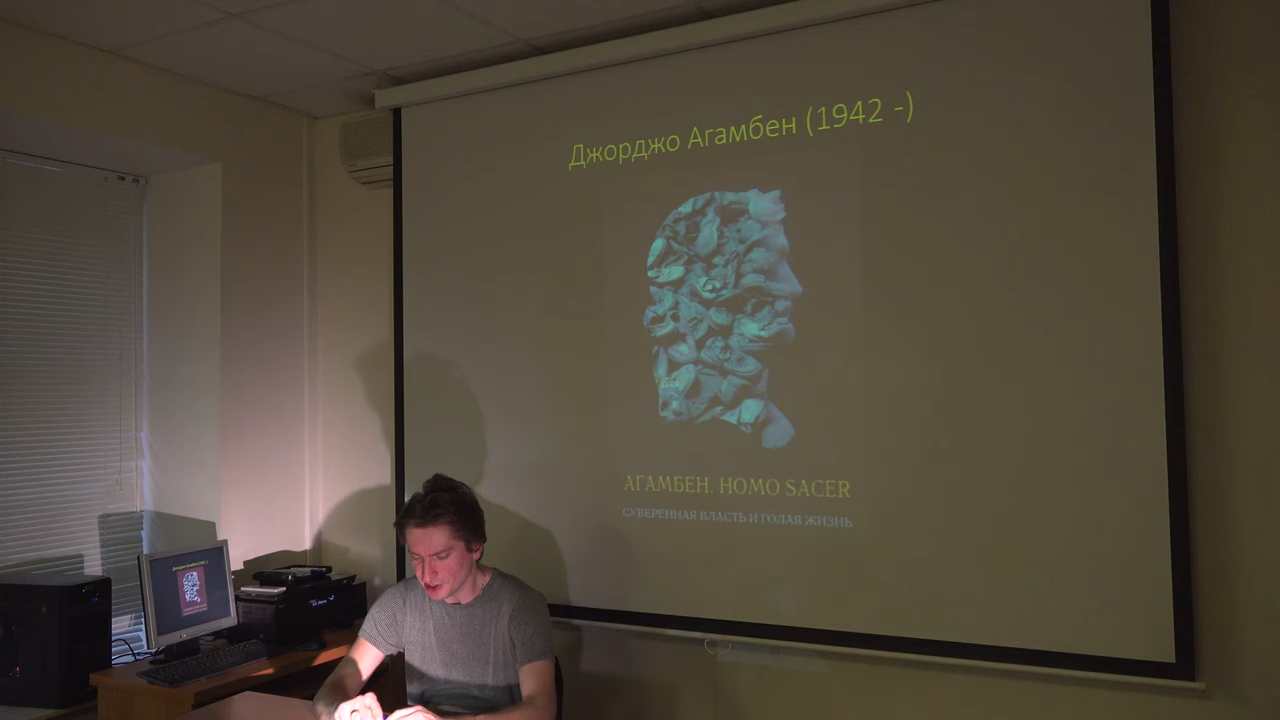 Джорджо Агамбен (1942 -)
АГАМБЕН. HOMO SACER
СУВЕРЕННАЯ ВЛАСТЬ И ГОЛАЯ ЖИЗНЬ